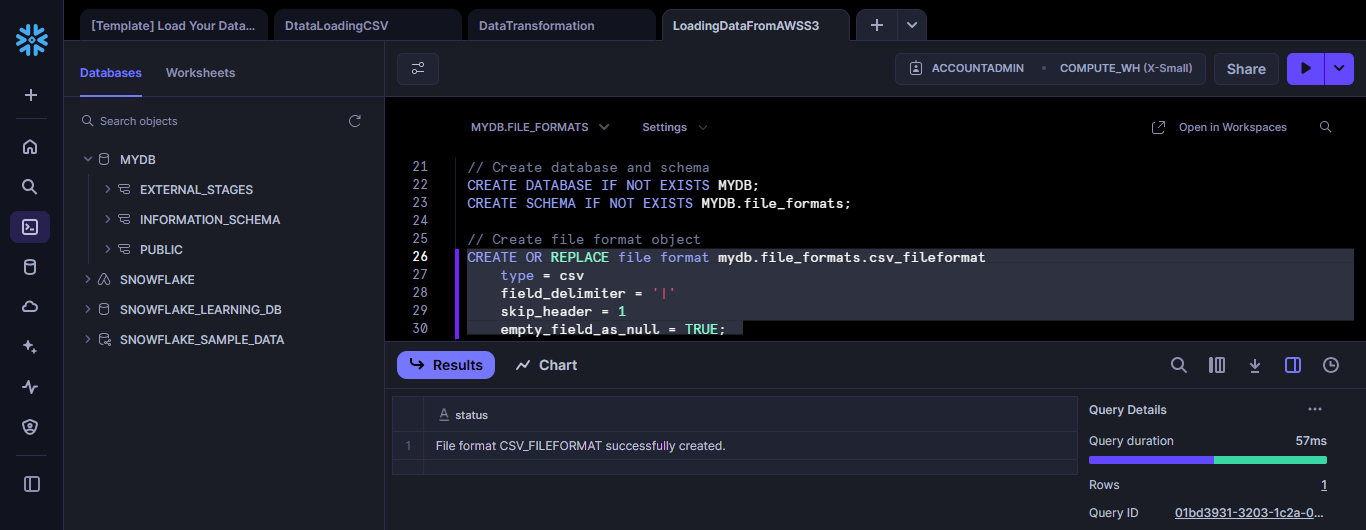 [Template] Load Your Data...
DtataLoadingCSV
DataTransformation
LoadingDataFromAWSS3
Databases
Worksheets
ACCOUNTADMIN
COMPUTE_WH (X-Small)
Share
Search objects
MYDB
EXTERNAL_STAGES
INFORMATION_SCHEMA
PUBLIC
SNOWFLAKE
SNOWFLAKE_LEARNING_DB
SNOWFLAKE_SAMPLE_DATA
MYDB.FILE_FORMATS
Settings
Open in Workspaces
21 // Create database and schema
22 CREATE DATABASE IF NOT EXISTS MYDB;
23 CREATE SCHEMA IF NOT EXISTS MYDB.file_formats;
24
25 // Create file format object
26 CREATE OR REPLACE file format mydb.file_formats.csv_fileformat
27 type = csv
28 field_delimiter = '|'
29 skip_header = 1
30 empty_field_as_null = TRUE;
Results
Chart
A status
1 File format CSV_FILEFORMAT successfully created.
Query Details
Query duration 57ms
Rows 1
Query ID 01bd3931-3203-1c2a-0...